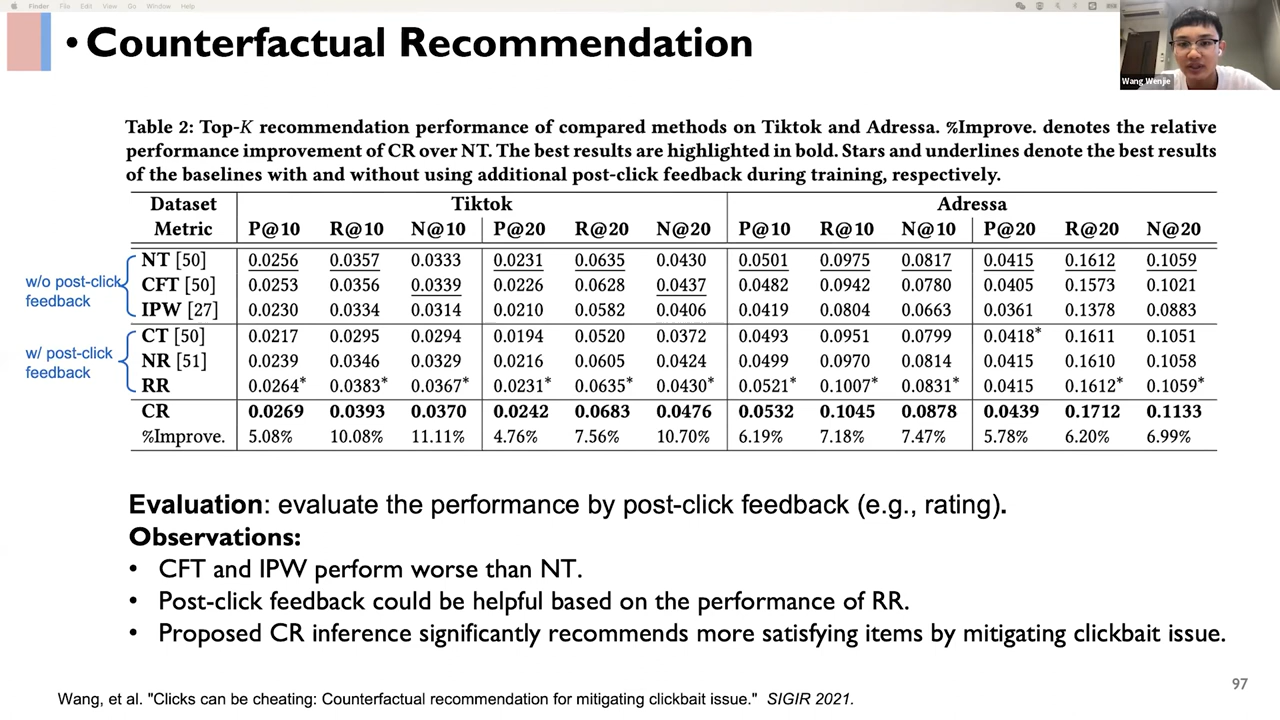 Finder File Edit View Go Window Help
• Counterfactual Recommendation
Wang Wenjie
Table 2: Top-K recommendation performance of compared methods on Tiktok and Adressa. %Improve. denotes the relative
performance improvement of CR over NT. The best results are highlighted in bold. Stars and underlines denote the best results
of the baselines with and without using additional post-click feedback during training, respectively.
Dataset Tiktok Adressa
Metric P@10 R@10 N@10 P@20 R@20 N@20 P@10 R@10 N@10 P@20 R@20 N@20
w/o post-click
feedback
NT [50] 0.0256 0.0357 0.0333 0.0231 0.0635 0.0430 0.0501 0.0975 0.0817 0.0415 0.1612 0.1059
CFT [50] 0.0253 0.0356 0.0339 0.0226 0.0628 0.0437 0.0482 0.0942 0.0780 0.0405 0.1573 0.1021
IPW [27] 0.0230 0.0334 0.0314 0.0210 0.0582 0.0406 0.0419 0.0804 0.0663 0.0361 0.1378 0.0883
w/ post-click
feedback
CT [50] 0.0217 0.0295 0.0294 0.0194 0.0520 0.0372 0.0493 0.0951 0.0799 0.0418* 0.1611 0.1051
NR [51] 0.0239 0.0346 0.0329 0.0216 0.0605 0.0424 0.0499 0.0970 0.0814 0.0415 0.1610 0.1058
RR 0.0264* 0.0383* 0.0367* 0.0231* 0.0635* 0.0430* 0.0521* 0.1007* 0.0831* 0.0415 0.1612* 0.1059*
CR 0.0269 0.0393 0.0370 0.0242 0.0683 0.0476 0.0532 0.1045 0.0878 0.0439 0.1712 0.1133
%Improve. 5.08% 10.08% 11.11% 4.76% 7.56% 10.70% 6.19% 7.18% 7.47% 5.78% 6.20% 6.99%
Evaluation: evaluate the performance by post-click feedback (e.g., rating).
Observations:
• CFT and IPW perform worse than NT.
• Post-click feedback could be helpful based on the performance of RR.
• Proposed CR inference significantly recommends more satisfying items by mitigating clickbait issue.
97
Wang, et al. "Clicks can be cheating: Counterfactual recommendation for mitigating clickbait issue." SIGIR 2021.